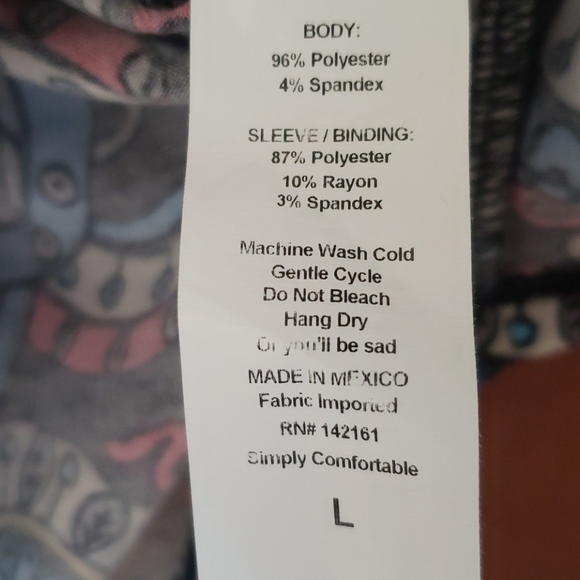 BODY:
96% Polyester
4% Spandex
SLEEVE / BINDING:
87% Polyester
10% Rayon
3% Spandex
Machine Wash Cold
Gentle Cycle
Do Not Bleach
Hang Dry
Or you'll be sad
MADE IN MEXICO
Fabric Imported
RN# 142161
Simply Comfortable
L